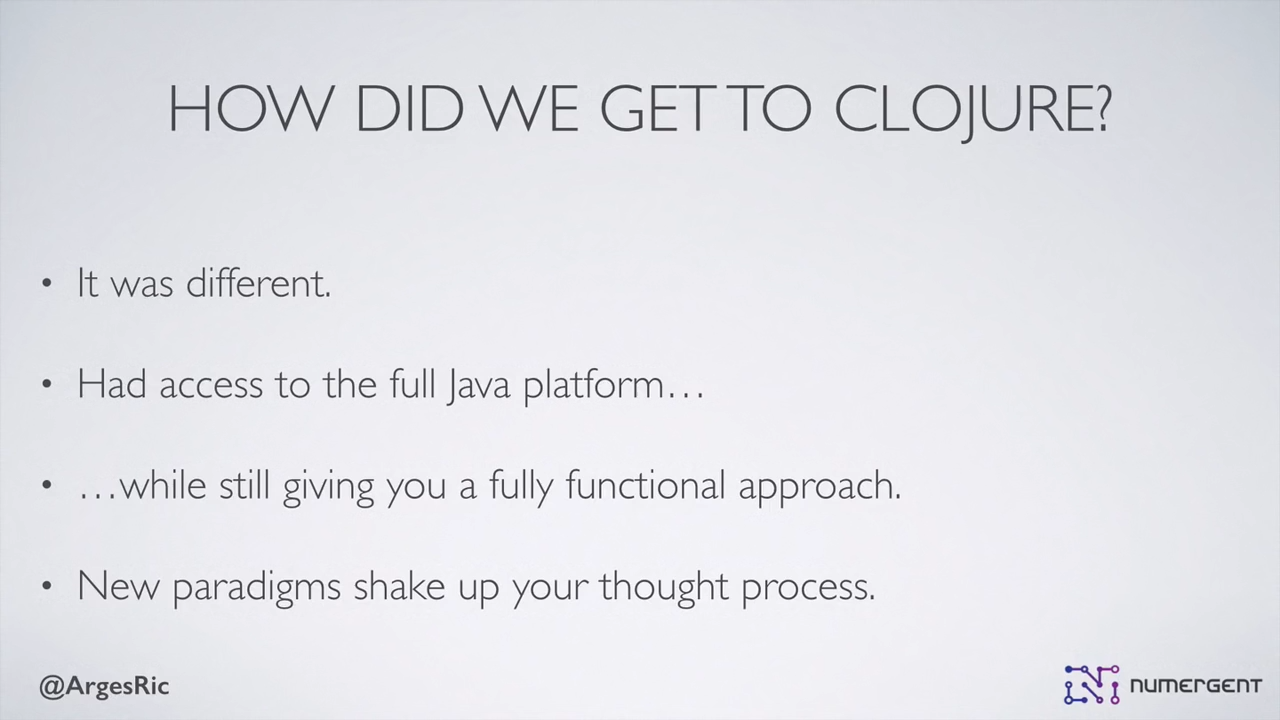 HOW DID WE GET TO CLOJURE?
• It was different.
• Had access to the full Java platform…
• …while still giving you a fully functional approach.
• New paradigms shake up your thought process.
@ArgesRic
NUMERGENT